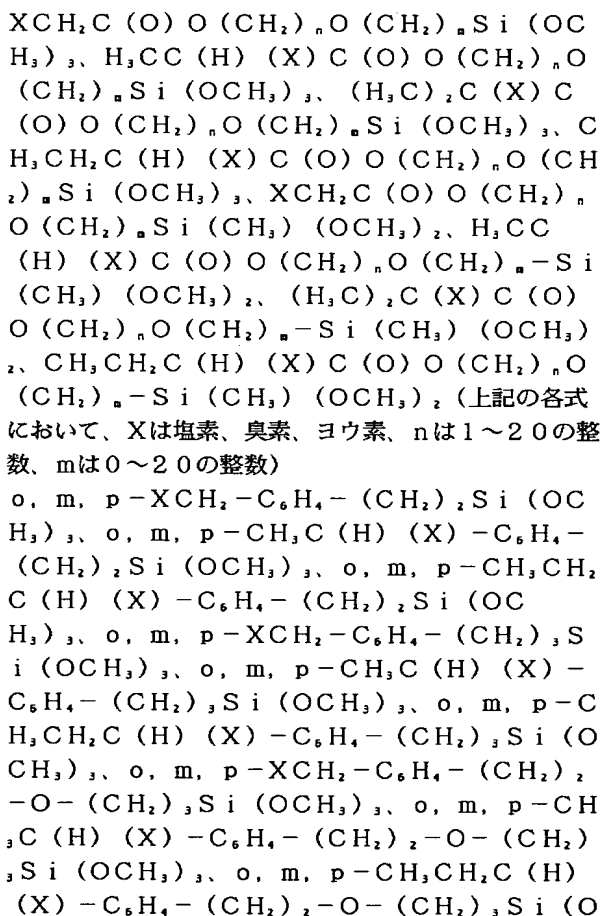 XCH₂C(O)O(CH₂)ₙO(CH₂)ₘSi(OC
H₃)₃、H₃CC(H)(X)C(O)O(CH₂)ₙO
(CH₂)ₘSi(OCH₃)₃、(H₃C)₂C(X)C
(O)O(CH₂)ₙO(CH₂)ₘSi(OCH₃)₃、C
H₃CH₂C(H)(X)C(O)O(CH₂)ₙO(CH
₂)ₘSi(OCH₃)₃、XCH₂C(O)O(CH₂)ₙ
O(CH₂)ₘSi(CH₃)(OCH₃)₂、H₃CC
(H)(X)C(O)O(CH₂)ₙO(CH₂)ₘ−Si
(CH₃)(OCH₃)₂、(H₃C)₂C(X)C(O)
O(CH₂)ₙO(CH₂)ₘ−Si(CH₃)(OCH₃)
₂、CH₃CH₂C(H)(X)C(O)O(CH₂)ₙO
(CH₂)ₘ−Si(CH₃)(OCH₃)₂(上記の各式
において、Xは塩素、臭素、ヨウ素、nは1〜20の整
数、mは0〜20の整数)
o,m,p−XCH₂−C₆H₄−(CH₂)₂Si(OC
H₃)₃、o,m,p−CH₃C(H)(X)−C₆H₄−
(CH₂)₂Si(OCH₃)₃、o,m,p−CH₃CH₂
C(H)(X)−C₆H₄−(CH₂)₂Si(OC
H₃)₃、o,m,p−XCH₂−C₆H₄−(CH₂)₃S
i(OCH₃)₃、o,m,p−CH₃C(H)(X)−
C₆H₄−(CH₂)₃Si(OCH₃)₃、o,m,p−C
H₃CH₂C(H)(X)−C₆H₄−(CH₂)₃Si(O
CH₃)₃、o,m,p−XCH₂−C₆H₄−(CH₂)₂
−O−(CH₂)₃Si(OCH₃)₃、o,m,p−CH
₃C(H)(X)−C₆H₄−(CH₂)₂−O−(CH₂)
₃Si(OCH₃)₃、o,m,p−CH₃CH₂C(H)
(X)−C₆H₄−(CH₂)₂−O−(CH₂)₃Si(O